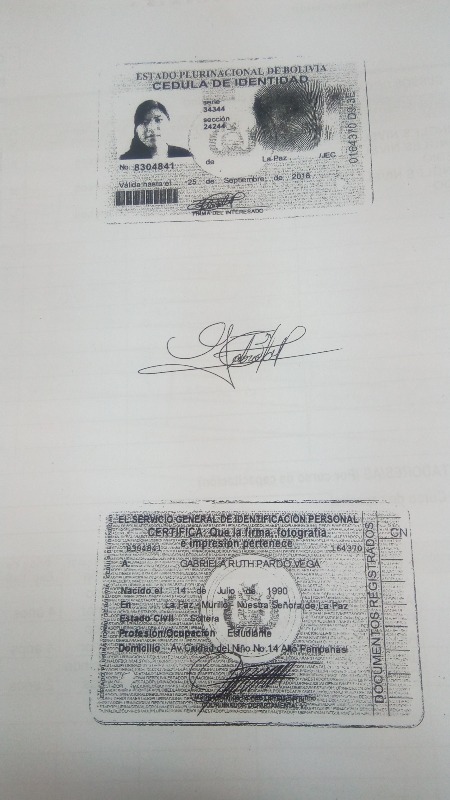 ESTADO PLURINACIONAL DE BOLIVIA
CEDULA DE IDENTIDAD
serie
34344
sección
24244
No. 8304841 de La Paz /JEC
Válida hasta el 25 de Septiembre de 2016
FIRMA DEL INTERESADO
0164370 D3-3E
EL SERVICIO GENERAL DE IDENTIFICACION PERSONAL
CERTIFICA: Que la firma, fotografía
e impresión pertenece
8304841 164370
A: GABRIELA RUTH PARDO VEGA
Nacido el 14 de Julio de 1990
En La Paz - Murillo - Nuestra Señora de La Paz
Estado Civil Soltera
Profesión/Ocupación Estudiante
Domicilio Av. Ciudad del Niño No.14 Alto Pampahasi
DOCUMENTOS REGISTRADOS
CN